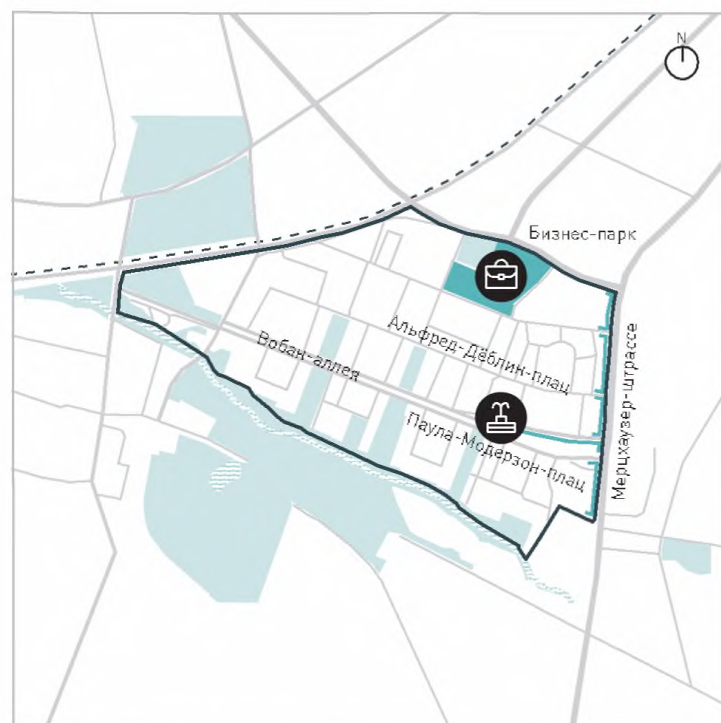 N
Бизнес-парк
Альфред-Дёблин-плац
Вобан-аллея
Мерцхаузер-штрассе
Паула-Модерзон-плац